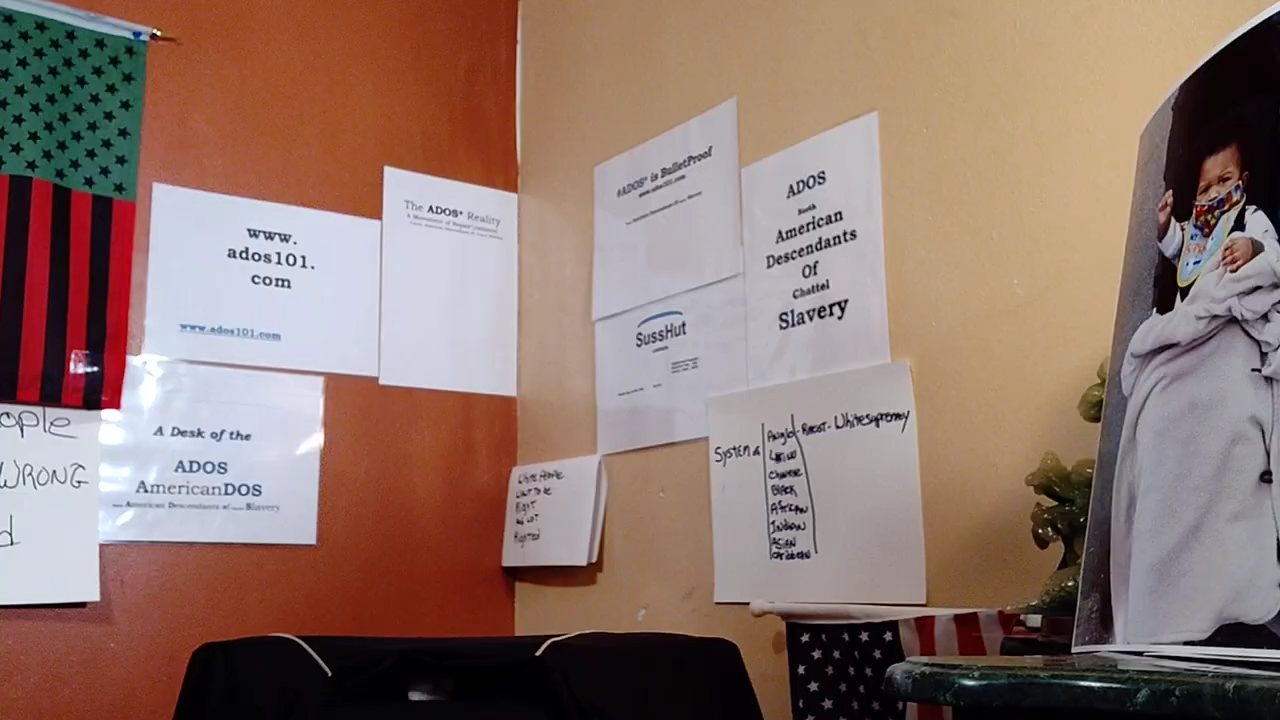 www.
ados101.
com
www.ados101.com
The ADOS* Reality
A Desk of the
ADOS
AmericanDOS
American Descendants of Slavery
ople
WRONG
d
#ADOS* is BulletProof
www.ados101.com
SussHut
ADOS
American
Descendants
Of
Chattel
Slavery
White People
Want to be
Right
Righted
System of Anglo-Racist-White Supremacy
Latino
Chinese
Black
African
Indian
Asian
Caribbean